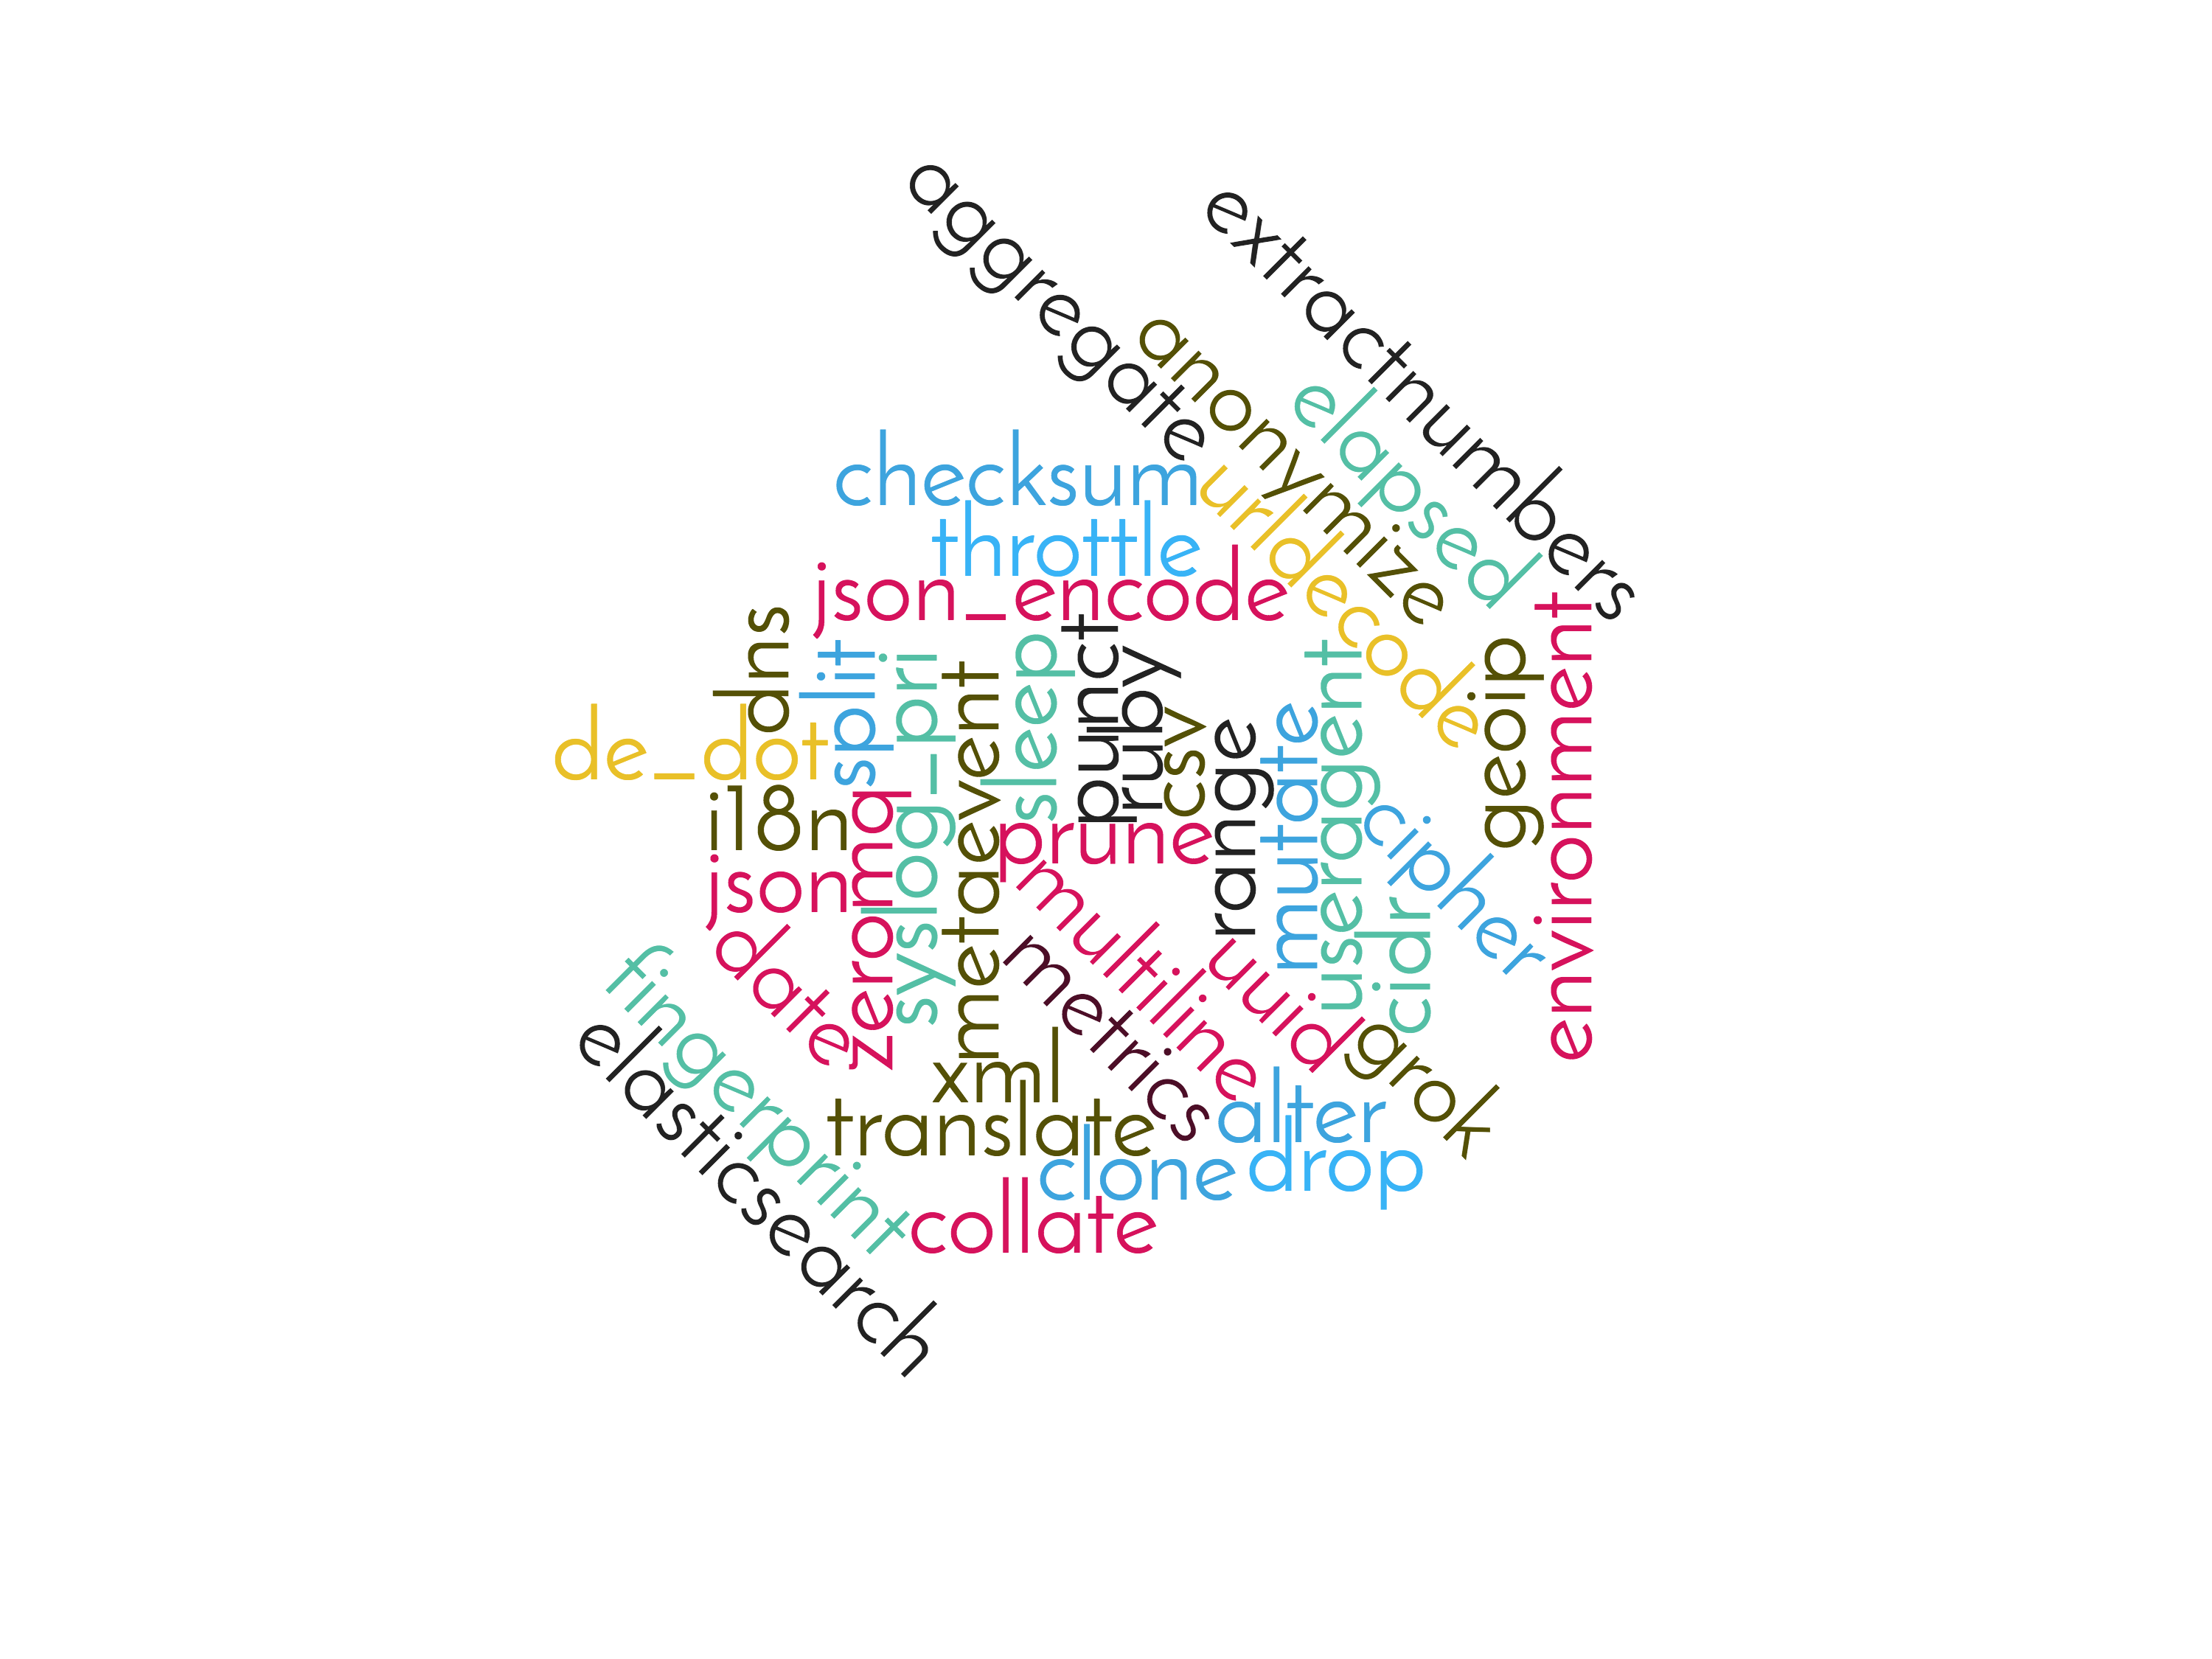 aggregate
extractnumbers
anonymize
elapsed
checksum
urldecode
throttle
json_encode
dns
split
syslog_pri
metaevent
sleep
punct
ruby
csv
range
mutate
useragent
geoip
environment
de_dot
i18n
zeromq
prune
cipher
json
cidr
date
multiline
uuid
metrics
grok
fingerprint
elasticsearch
xml
translate
alter
clone
drop
collate